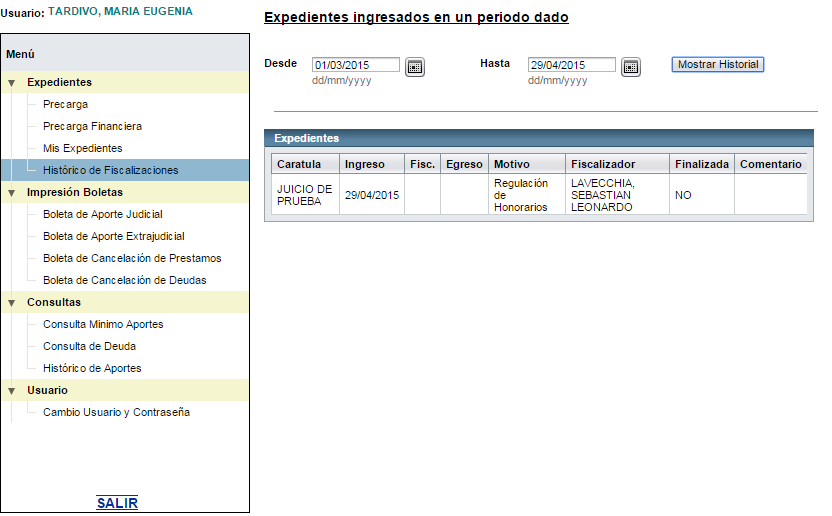 Usuario: TARDIVO, MARIA EUGENIA
Menú
Expedientes
Precarga
Precarga Financiera
Mis Expedientes
Histórico de Fiscalizaciones
Impresión Boletas
Boleta de Aporte Judicial
Boleta de Aporte Extrajudicial
Boleta de Cancelación de Prestamos
Boleta de Cancelación de Deudas
Consultas
Consulta Minimo Aportes
Consulta de Deuda
Histórico de Aportes
Usuario
Cambio Usuario y Contraseña
SALIR
Expedientes ingresados en un periodo dado
Desde 01/03/2015 Hasta 29/04/2015 Mostrar Historial
dd/mm/yyyy dd/mm/yyyy
Expedientes
Caratula Ingreso Fisc. Egreso Motivo Fiscalizador Finalizada Comentario
JUICIO DE PRUEBA 29/04/2015 Regulación de Honorarios LAVECCHIA, SEBASTIAN LEONARDO NO